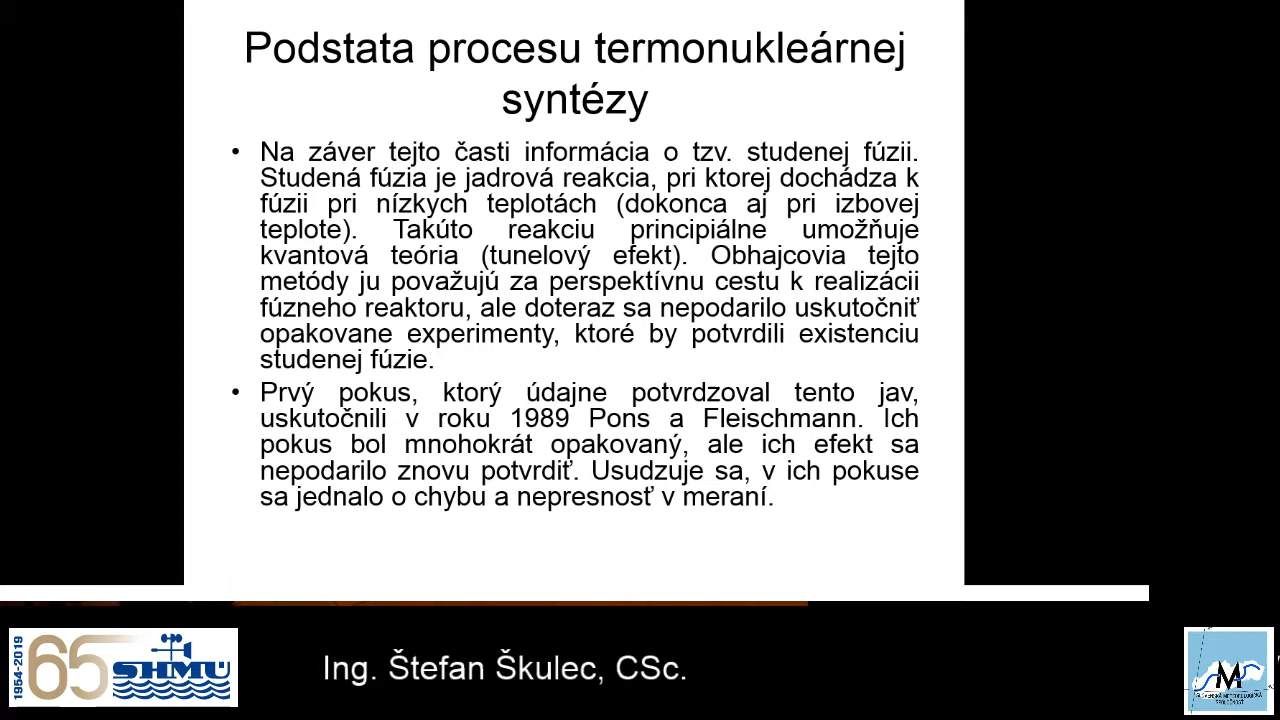 Podstata procesu termonukleárnej
syntézy
• Na záver tejto časti informácia o tzv. studenej fúzii.
Studená fúzia je jadrová reakcia, pri ktorej dochádza k
fúzii pri nízkych teplotách (dokonca aj pri izbovej
teplote). Takúto reakciu principiálne umožňuje
kvantová teória (tunelový efekt). Obhajcovia tejto
metódy ju považujú za perspektívnu cestu k realizácii
fúzneho reaktoru, ale doteraz sa nepodarilo uskutočniť
opakovane experimenty, ktoré by potvrdili existenciu
studenej fúzie.
• Prvý pokus, ktorý údajne potvrdzoval tento jav,
uskutočnili v roku 1989 Pons a Fleischmann. Ich
pokus bol mnohokrát opakovaný, ale ich efekt sa
nepodarilo znovu potvrdiť. Usudzuje sa, v ich pokuse
sa jednalo o chybu a nepresnosť v meraní.
1954-2019
65
SHMU
Ing. Štefan Škulec, CSc.
M
SLOVENSKÁ METEOROLOGICKÁ
SPOLOČNOSŤ